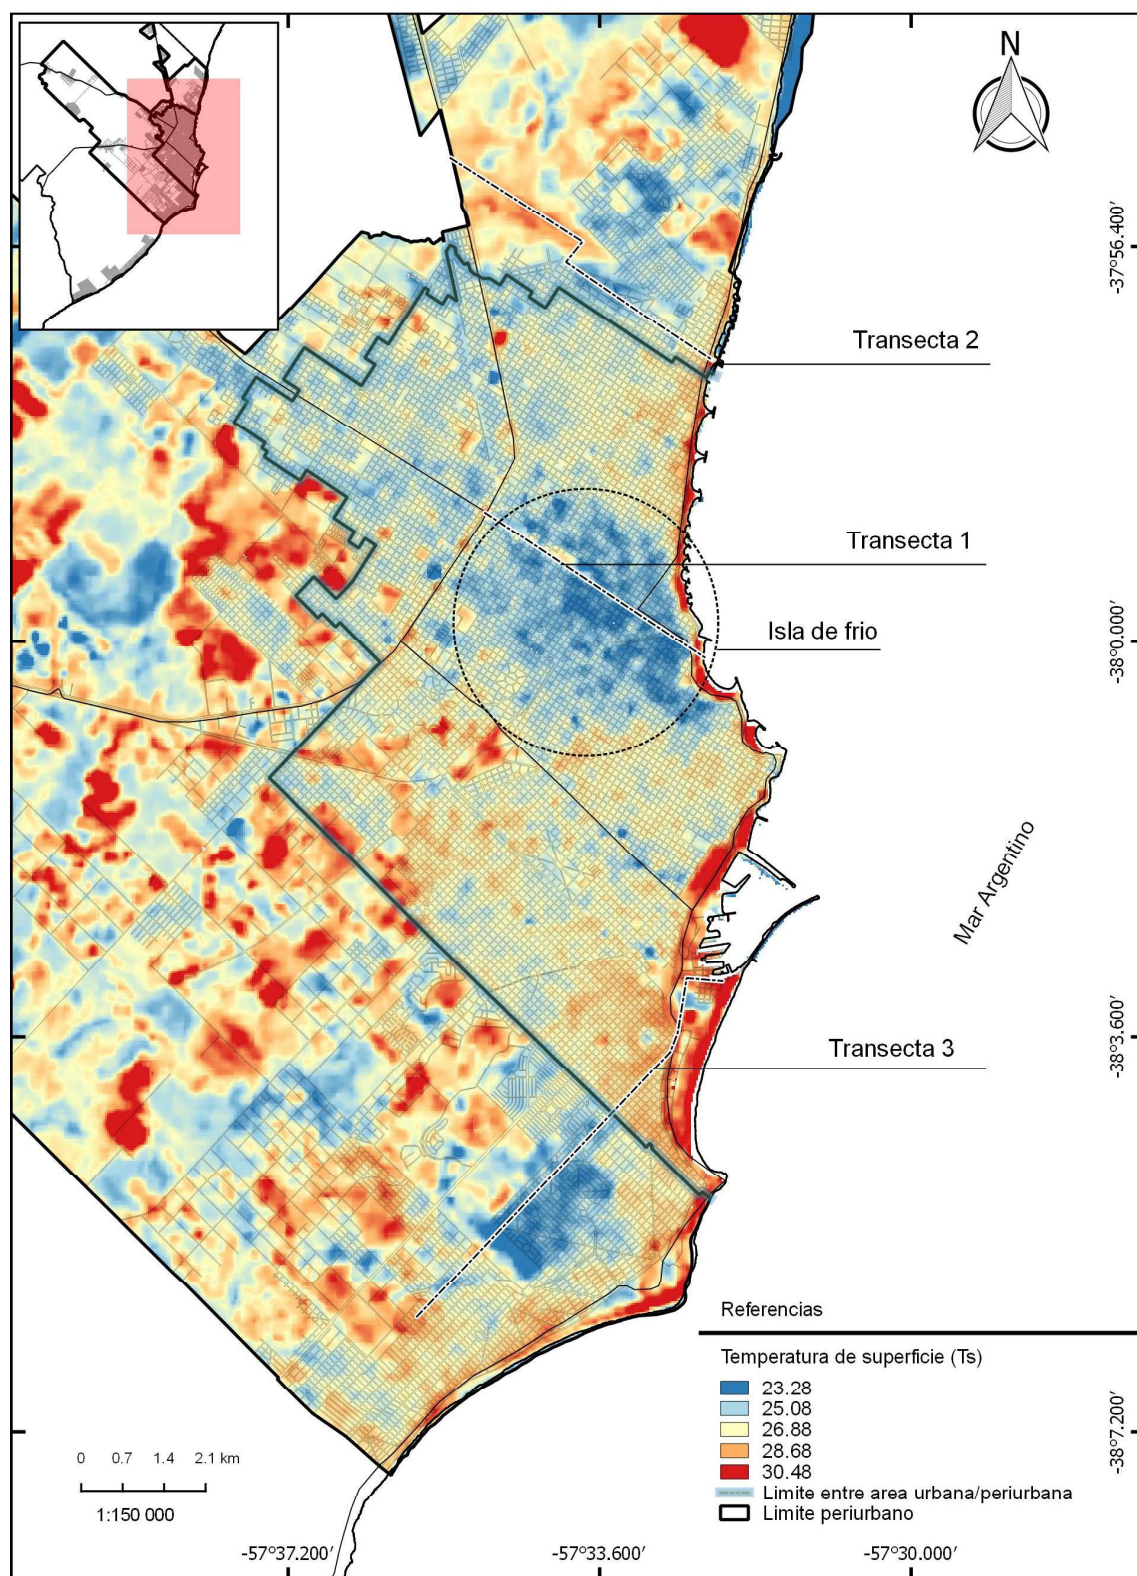 N
-37°56.400'
Transecta 2
Transecta 1
Isla de frio
-38°0.000'
Mar Argentino
-38°3.600'
Transecta 3
Referencias
Temperatura de superficie (Ts)
23.28
25.08
26.88
28.68
30.48
Limite entre area urbana/periurbana
Limite periurbano
-38°7.200'
0 0.7 1.4 2.1 km
1:150 000
-57°37.200' -57°33.600' -57°30.000'